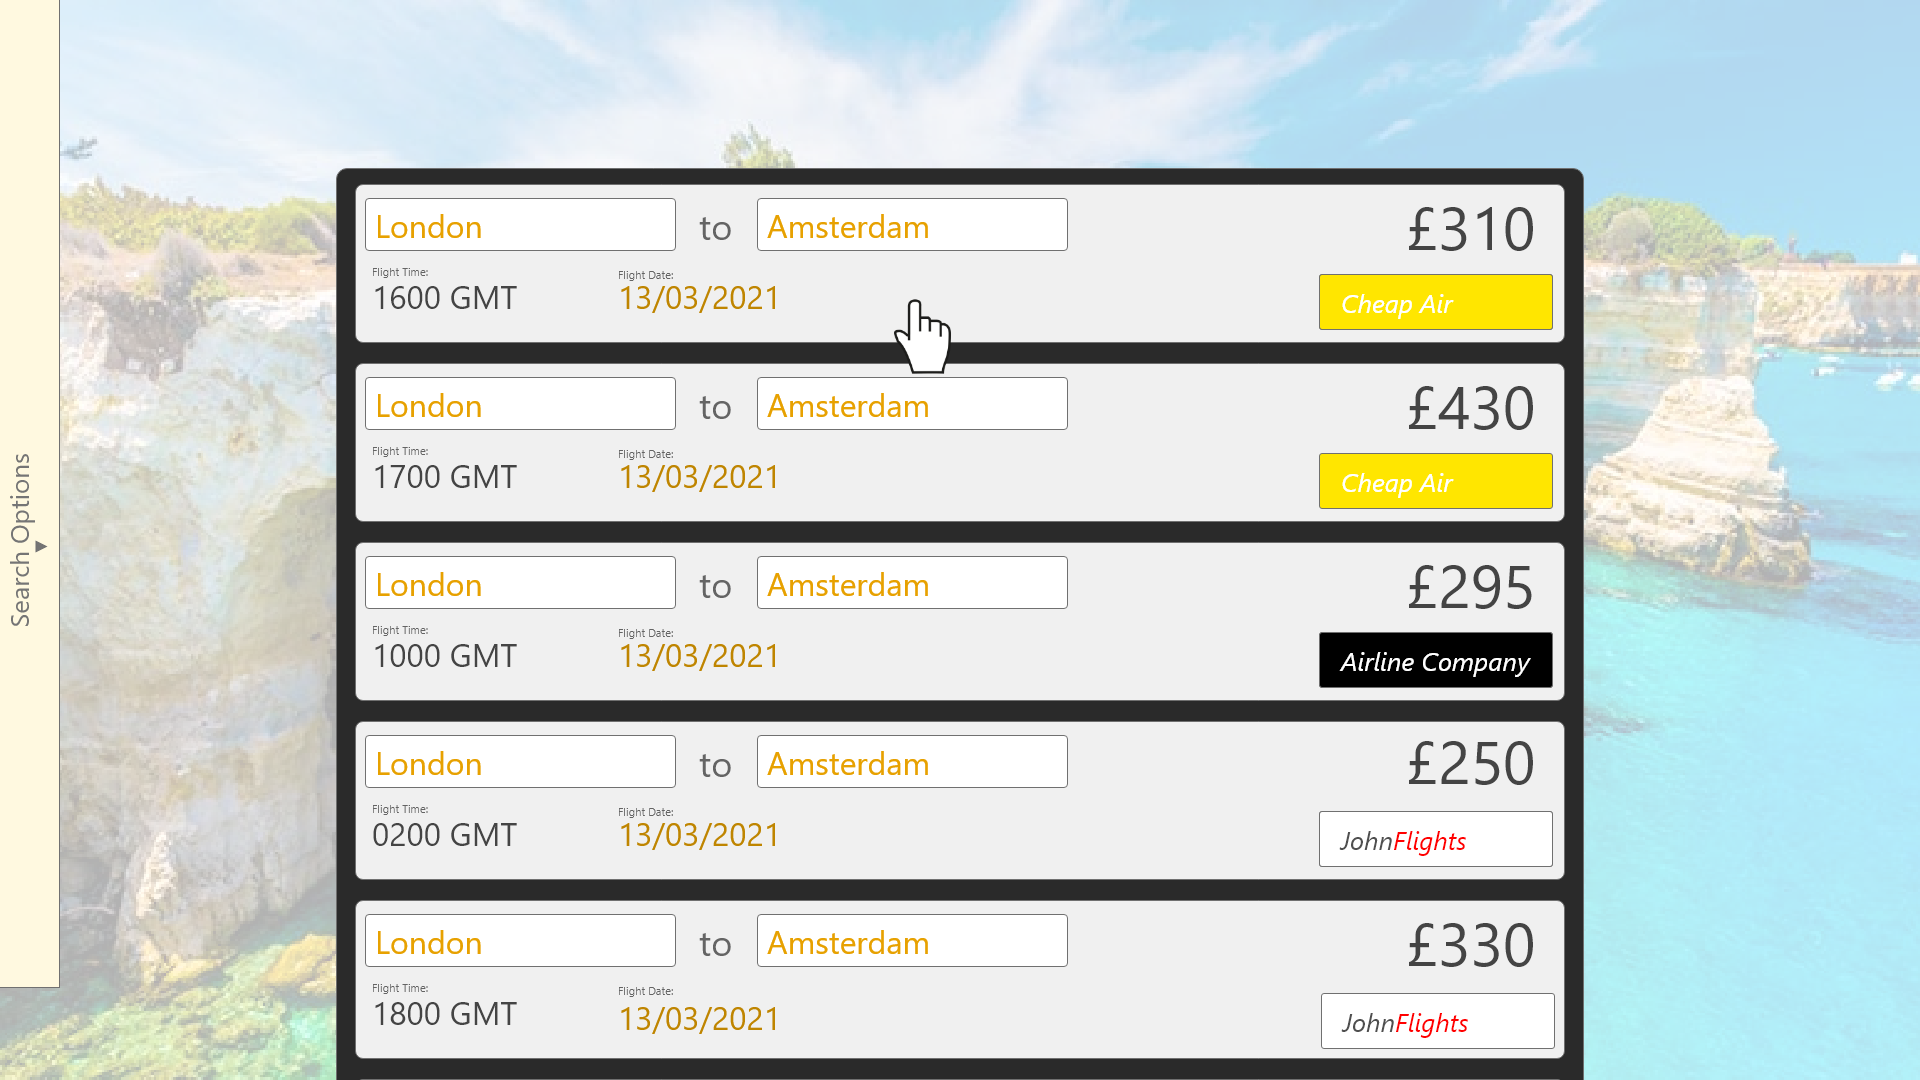 Search Options
London to Amsterdam £310
Flight Time: Flight Date:
1600 GMT 13/03/2021 Cheap Air
London to Amsterdam £430
Flight Time: Flight Date:
1700 GMT 13/03/2021 Cheap Air
London to Amsterdam £295
Flight Time: Flight Date:
1000 GMT 13/03/2021 Airline Company
London to Amsterdam £250
Flight Time: Flight Date:
0200 GMT 13/03/2021 JohnFlights
London to Amsterdam £330
Flight Time: Flight Date:
1800 GMT 13/03/2021 JohnFlights